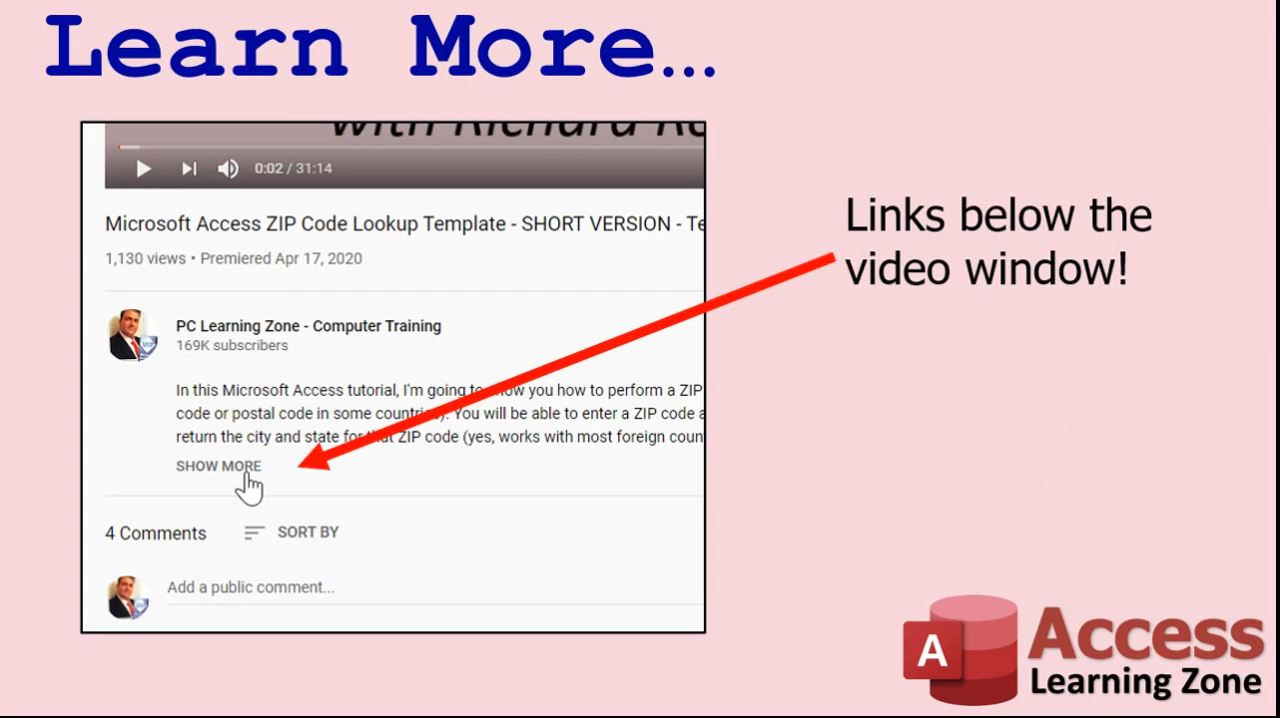 Learn More...
with Richard
0:02 / 31:14
Microsoft Access ZIP Code Lookup Template - SHORT VERSION - Te
1,130 views • Premiered Apr 17, 2020
Links below the
video window!
PC Learning Zone - Computer Training
169K subscribers
In this Microsoft Access tutorial, I'm going to show you how to perform a ZIP
code or postal code in some countries). You will be able to enter a ZIP code a
return the city and state for that ZIP code (yes, works with most foreign coun
SHOW MORE
4 Comments
SORT BY
Add a public comment...
A
Access
Learning Zone